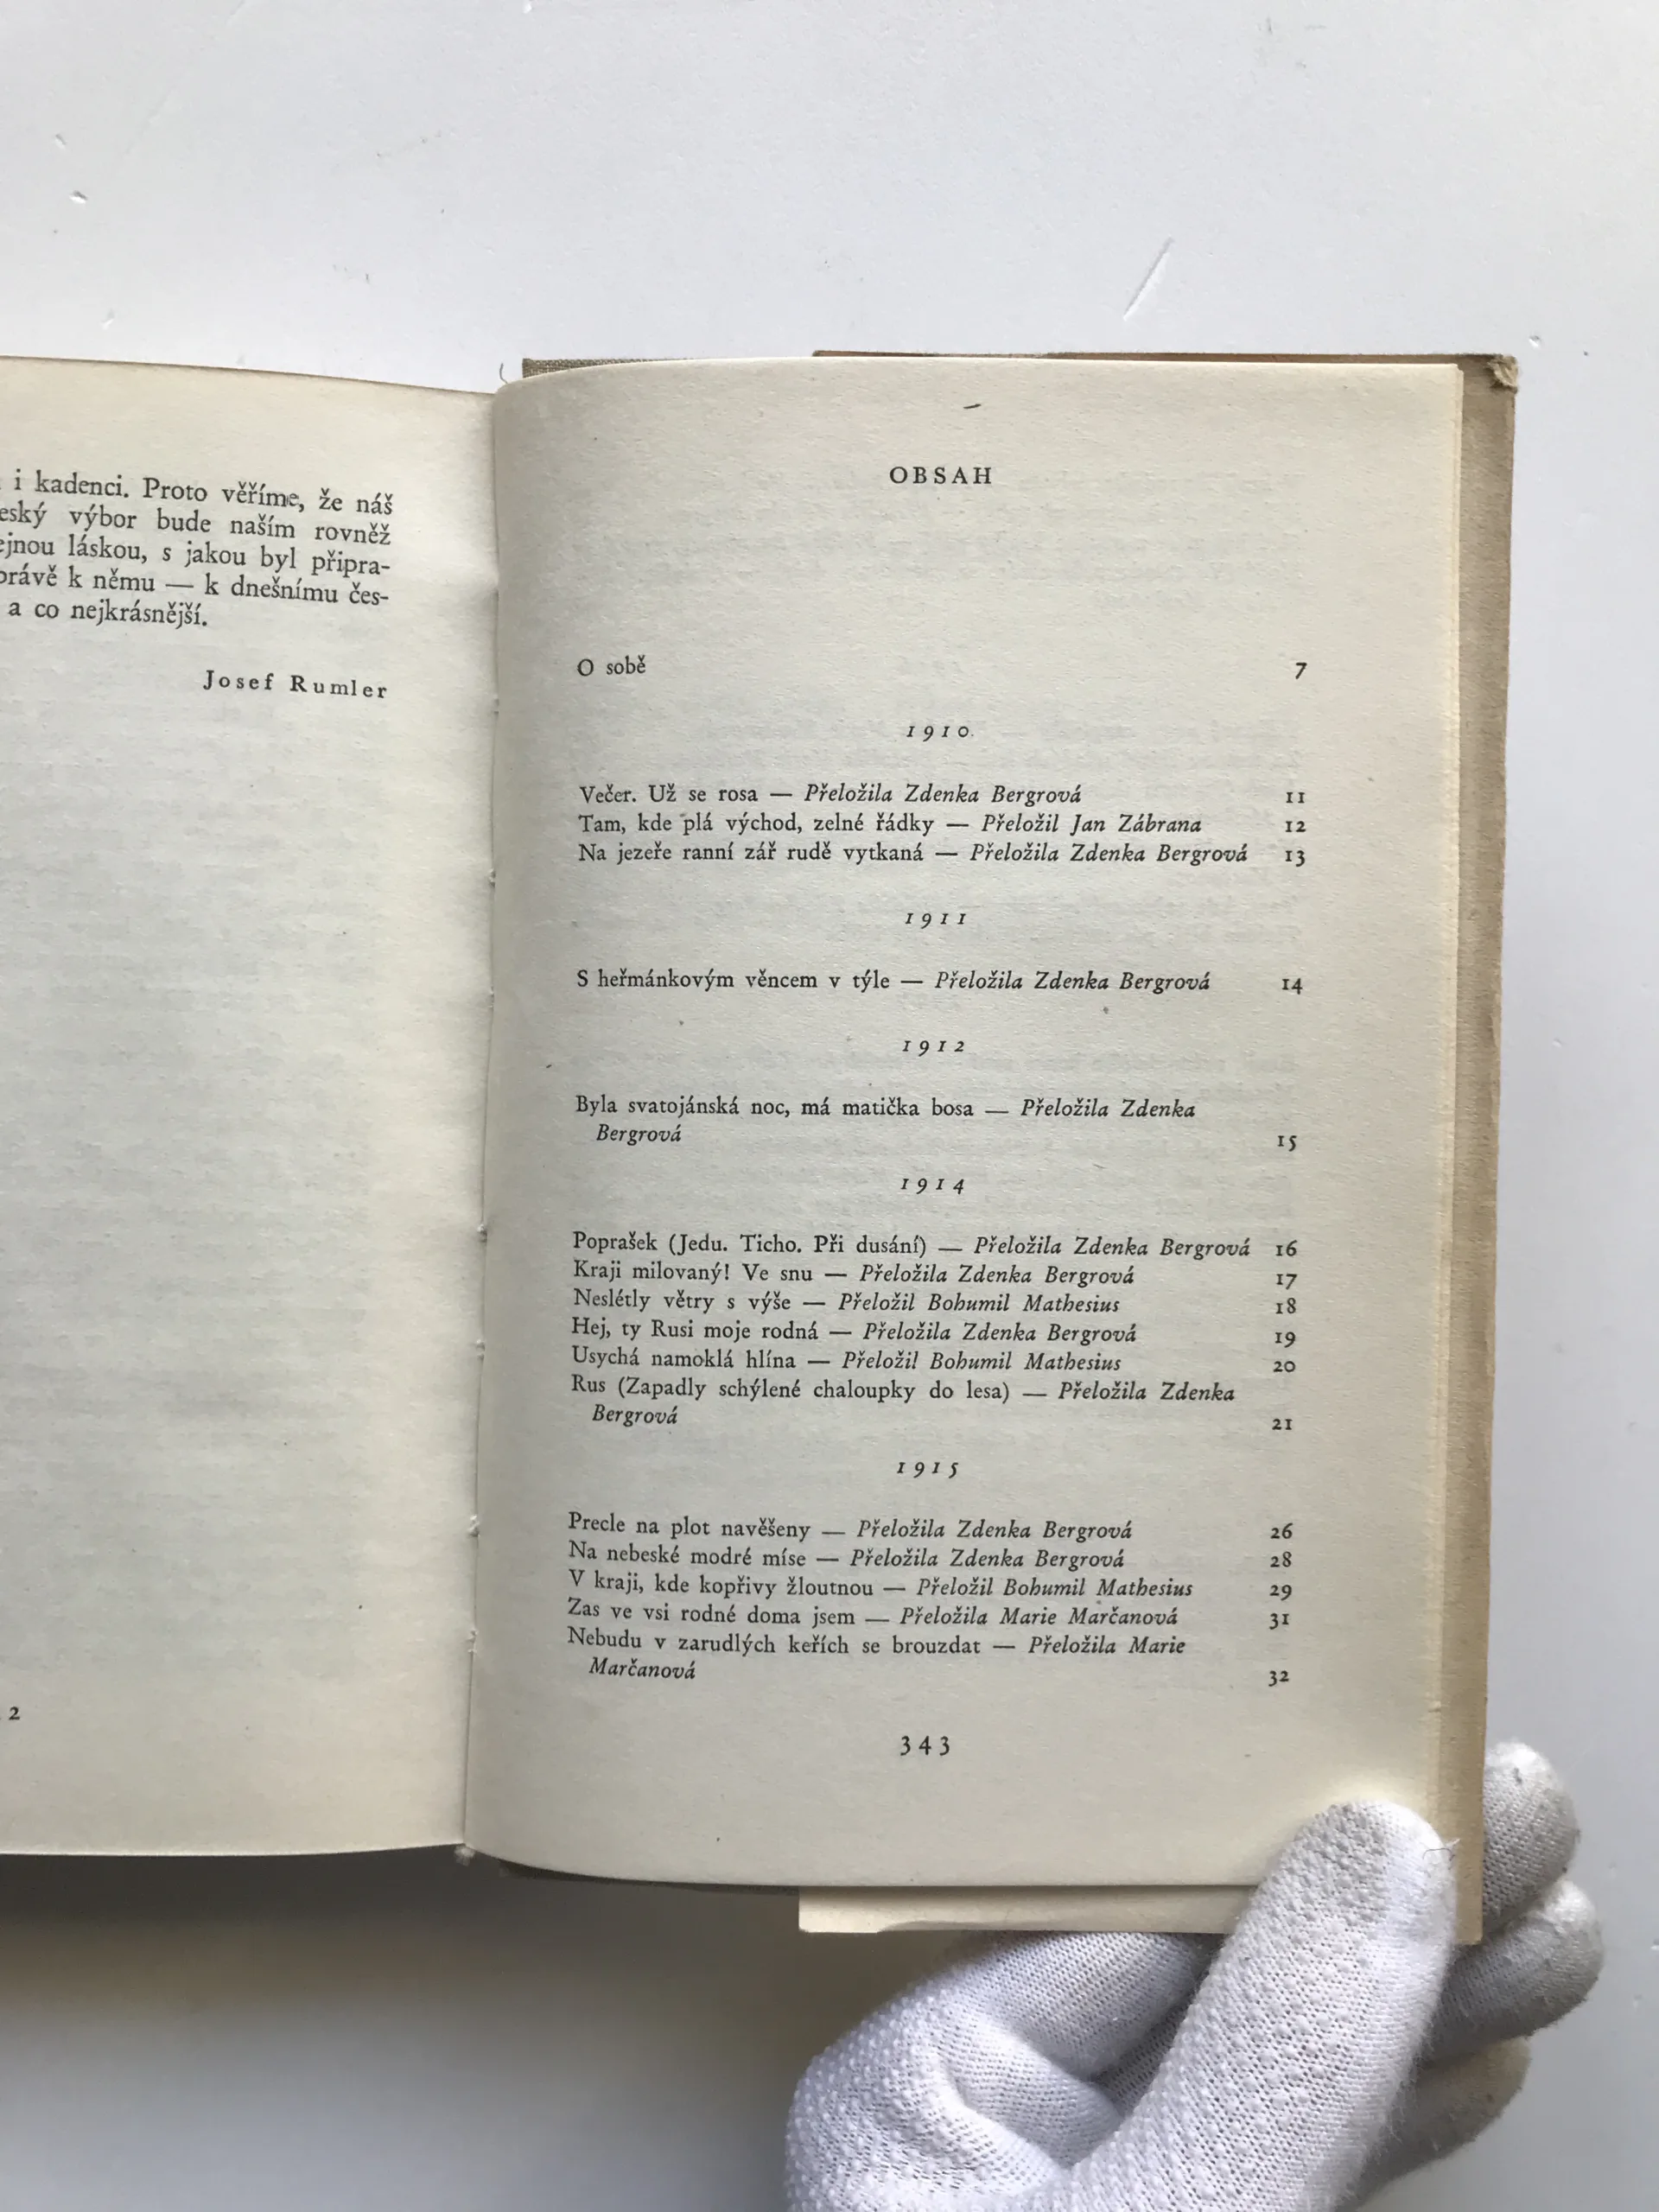 i kadenci. Proto věříme, že náš
eský výbor bude naším rovněž
ejnou láskou, s jakou byl připra-
právě k němu — k dnešnímu čes-
a co nejkrásnější.
Josef Rumler
2
OBSAH
O sobě 7
1910
Večer. Už se rosa — Přeložila Zdenka Bergrová 11
Tam, kde plá východ, zelné řádky — Přeložil Jan Zábrana 12
Na jezeře ranní zář rudě vytkaná — Přeložila Zdenka Bergrová 13
1911
S heřmánkovým věncem v týle — Přeložila Zdenka Bergrová 14
1912
Byla svatojánská noc, má matička bosa — Přeložila Zdenka
Bergrová 15
1914
Poprašek (Jedu. Ticho. Při dusání) — Přeložila Zdenka Bergrová 16
Kraji milovaný! Ve snu — Přeložila Zdenka Bergrová 17
Neslétly větry s výše — Přeložil Bohumil Mathesius 18
Hej, ty Rusi moje rodná — Přeložila Zdenka Bergrová 19
Usychá namoklá hlína — Přeložil Bohumil Mathesius 20
Rus (Zapadly schýlené chaloupky do lesa) — Přeložila Zdenka
Bergrová 21
1915
Precle na plot navěšeny — Přeložila Zdenka Bergrová 26
Na nebeské modré míse — Přeložila Zdenka Bergrová 28
V kraji, kde kopřivy žloutnou — Přeložil Bohumil Mathesius 29
Zas ve vsi rodné doma jsem — Přeložila Marie Marčanová 31
Nebudu v zarudlých keřích se brouzdat — Přeložila Marie
Marčanová 32
343